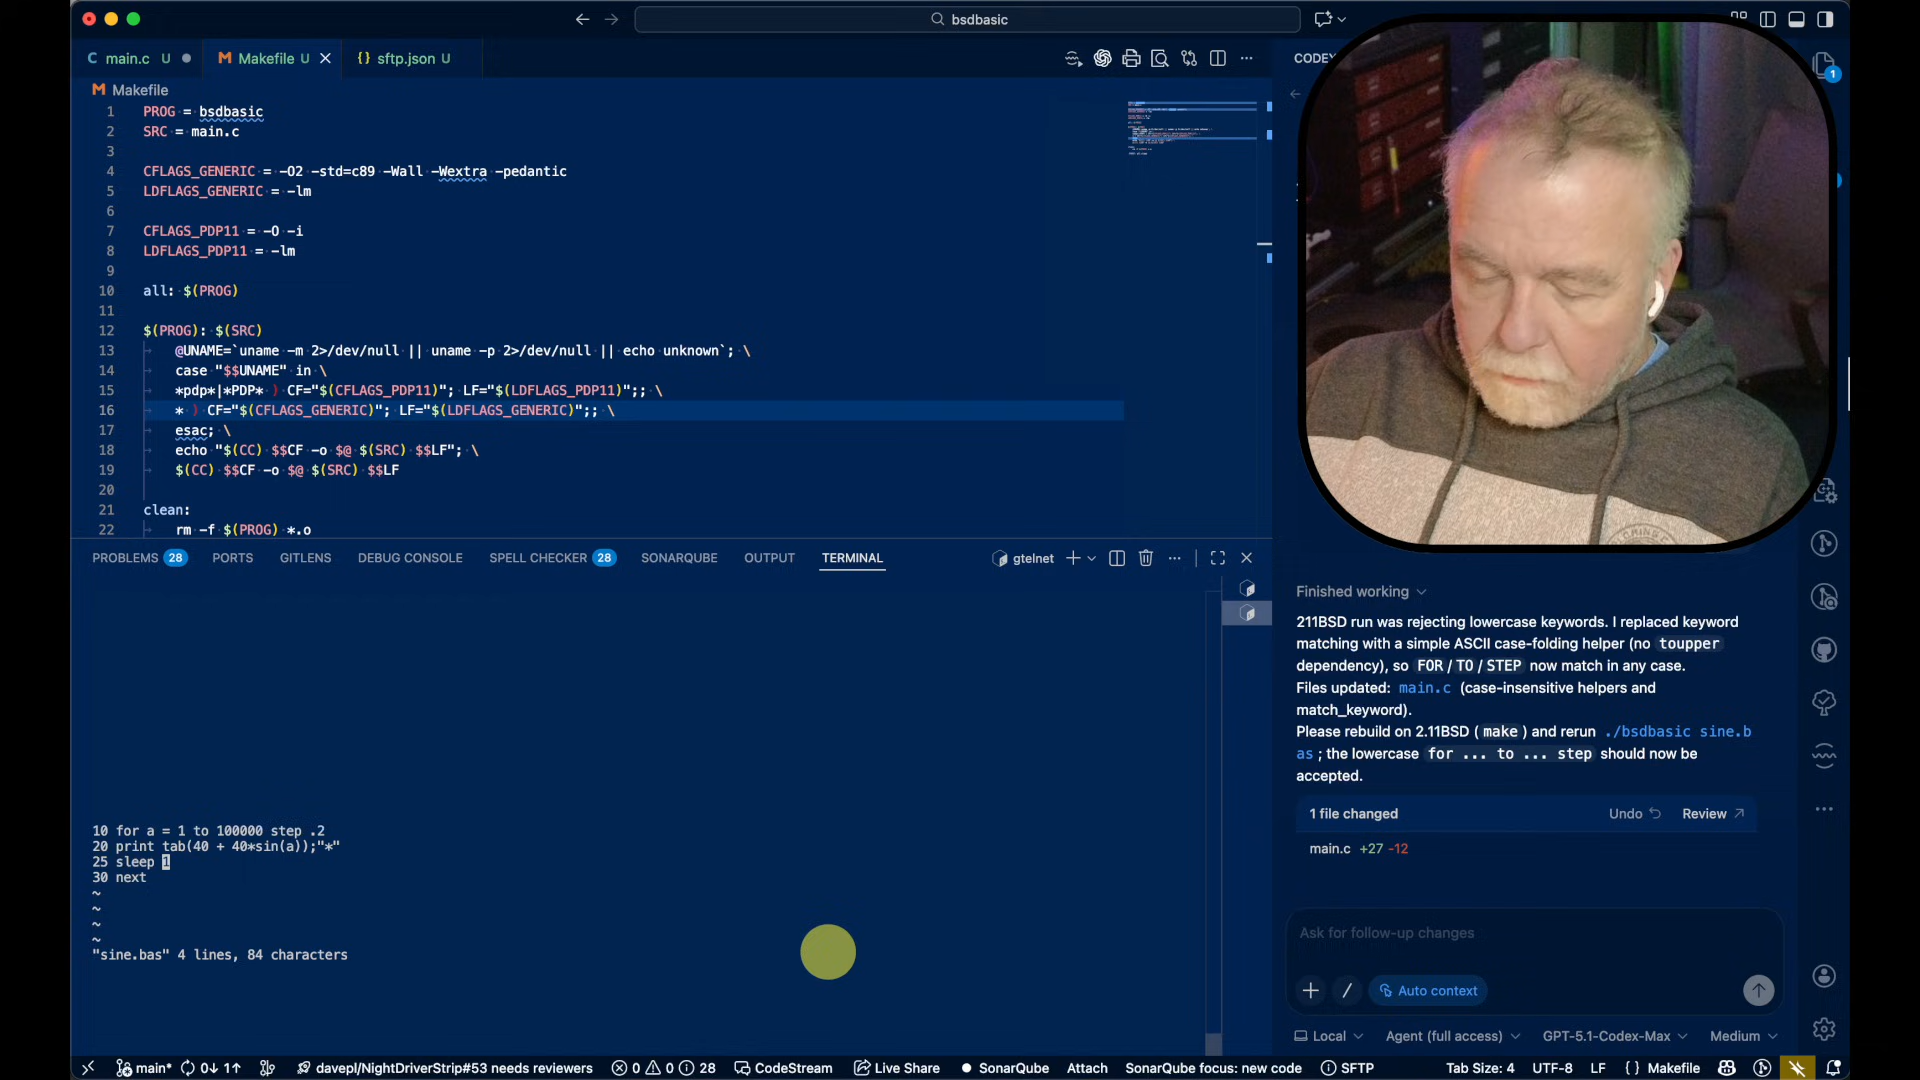 bsdbasic
main.c U
Makefile U
sftp.json U
CODEX
Makefile
1 PROG = bsdbasic
2 SRC = main.c
3
4 CFLAGS_GENERIC = -O2 -std=c89 -Wall -Wextra -pedantic
5 LDFLAGS_GENERIC = -lm
6
7 CFLAGS_PDP11 = -O -i
8 LDFLAGS_PDP11 = -lm
9
10 all: $(PROG)
11
12 $(PROG): $(SRC)
13 @UNAME=`uname -m 2>/dev/null || uname -p 2>/dev/null || echo unknown`; \
14 case "$$UNAME" in \
15 *pdp*|*PDP* ) CF="$(CFLAGS_PDP11)"; LF="$(LDFLAGS_PDP11)";; \
16 * ) CF="$(CFLAGS_GENERIC)"; LF="$(LDFLAGS_GENERIC)";; \
17 esac; \
18 echo "$(CC) $$CF -o $@ $(SRC) $$LF"; \
19 $(CC) $$CF -o $@ $(SRC) $$LF
20
21 clean:
22 rm -f $(PROG) *.o
PROBLEMS 28 PORTS GITLENS DEBUG CONSOLE SPELL CHECKER 28 SONARQUBE OUTPUT TERMINAL
gtelnet
10 for a = 1 to 100000 step .2
20 print tab(40 + 40*sin(a));"*"
25 sleep 1
30 next
~
~
~
~
"sine.bas" 4 lines, 84 characters
1
Finished working
211BSD run was rejecting lowercase keywords. I replaced keyword
matching with a simple ASCII case-folding helper (no toupper
dependency), so FOR / TO / STEP now match in any case.
Files updated: main.c (case-insensitive helpers and
match_keyword).
Please rebuild on 2.11BSD ( make ) and rerun ./bsdbasic sine.b
as ; the lowercase for ... to ... step should now be
accepted.
1 file changed Undo Review
main.c +27 -12
Ask for follow-up changes
Auto context
Local Agent (full access) GPT-5.1-Codex-Max Medium
main* 0↓ 1↑ davepl/NightDriverStrip#53 needs reviewers 0 0 28 CodeStream Live Share SonarQube Attach SonarQube focus: new code SFTP Tab Size: 4 UTF-8 LF { } Makefile